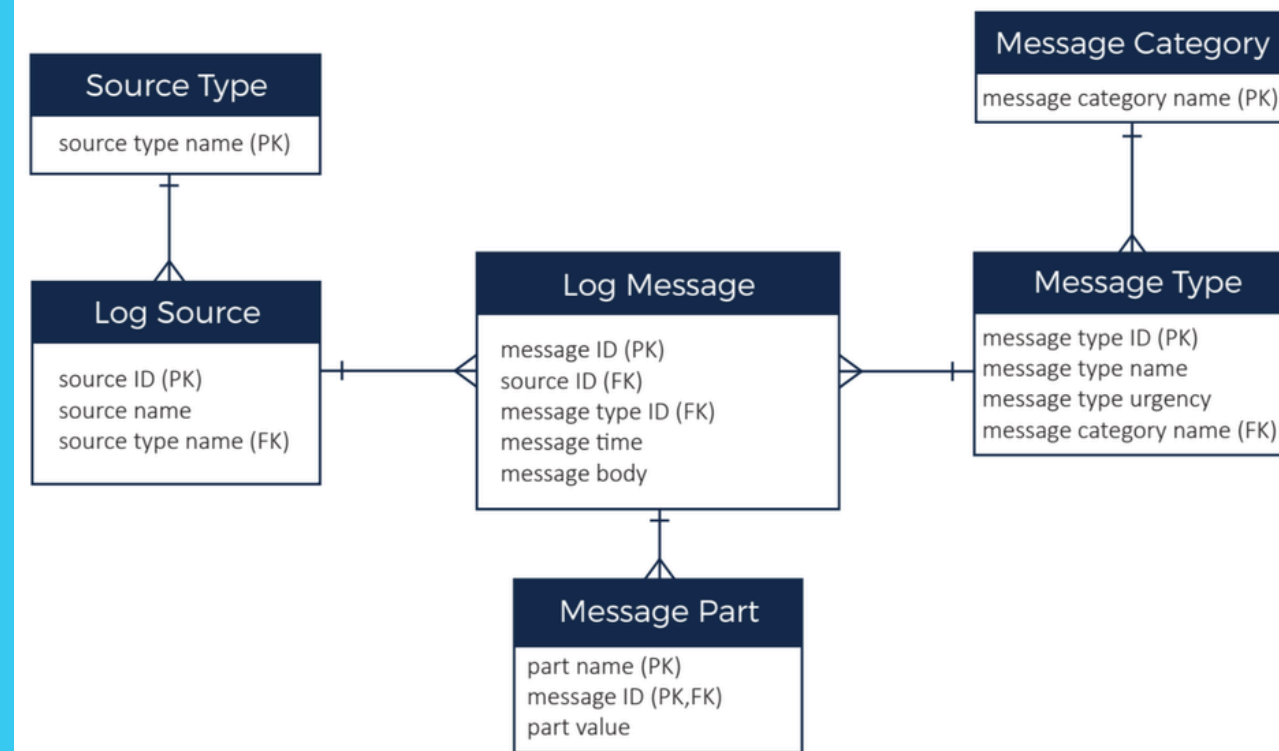 Source Type
source type name (PK)
Message Category
message category name (PK)
Log Source
source ID (PK)
source name
source type name (FK)
Log Message
message ID (PK)
source ID (FK)
message type ID (FK)
message time
message body
Message Type
message type ID (PK)
message type name
message type urgency
message category name (FK)
Message Part
part name (PK)
message ID (PK,FK)
part value